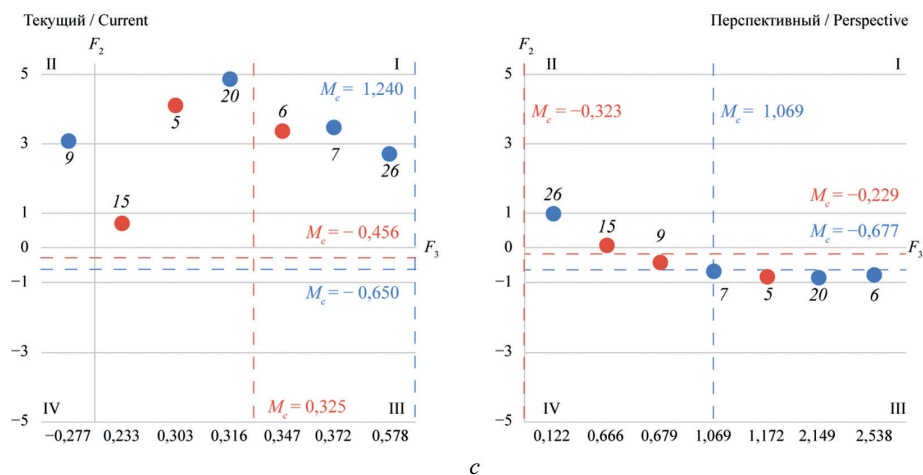 Текущий / Current
F2
II
I
5
Me = 1,240
20
5
6
3
9
7
26
15
1
Me = − 0,456
0
F3
Me = − 0,650
−1
−3
Me = 0,325
IV
III
−5
−0,277 0,233 0,303 0,316 0,347 0,372 0,578
Перспективный / Perspective
F2
II
I
5
Me = −0,323
Me = 1,069
3
26
Me = −0,229
1
15
9
Me = −0,677
0
F3
−1
7
5
20
6
−3
IV
III
−5
0,122 0,666 0,679 1,069 1,172 2,149 2,538
c